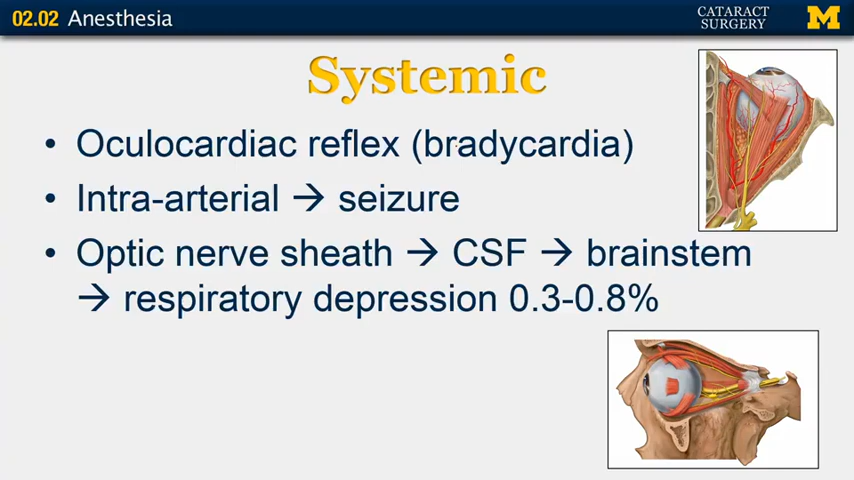 02.02 Anesthesia
CATARACT
SURGERY
M
Systemic
• Oculocardiac reflex (bradycardia)
• Intra-arterial → seizure
• Optic nerve sheath → CSF → brainstem
→ respiratory depression 0.3-0.8%